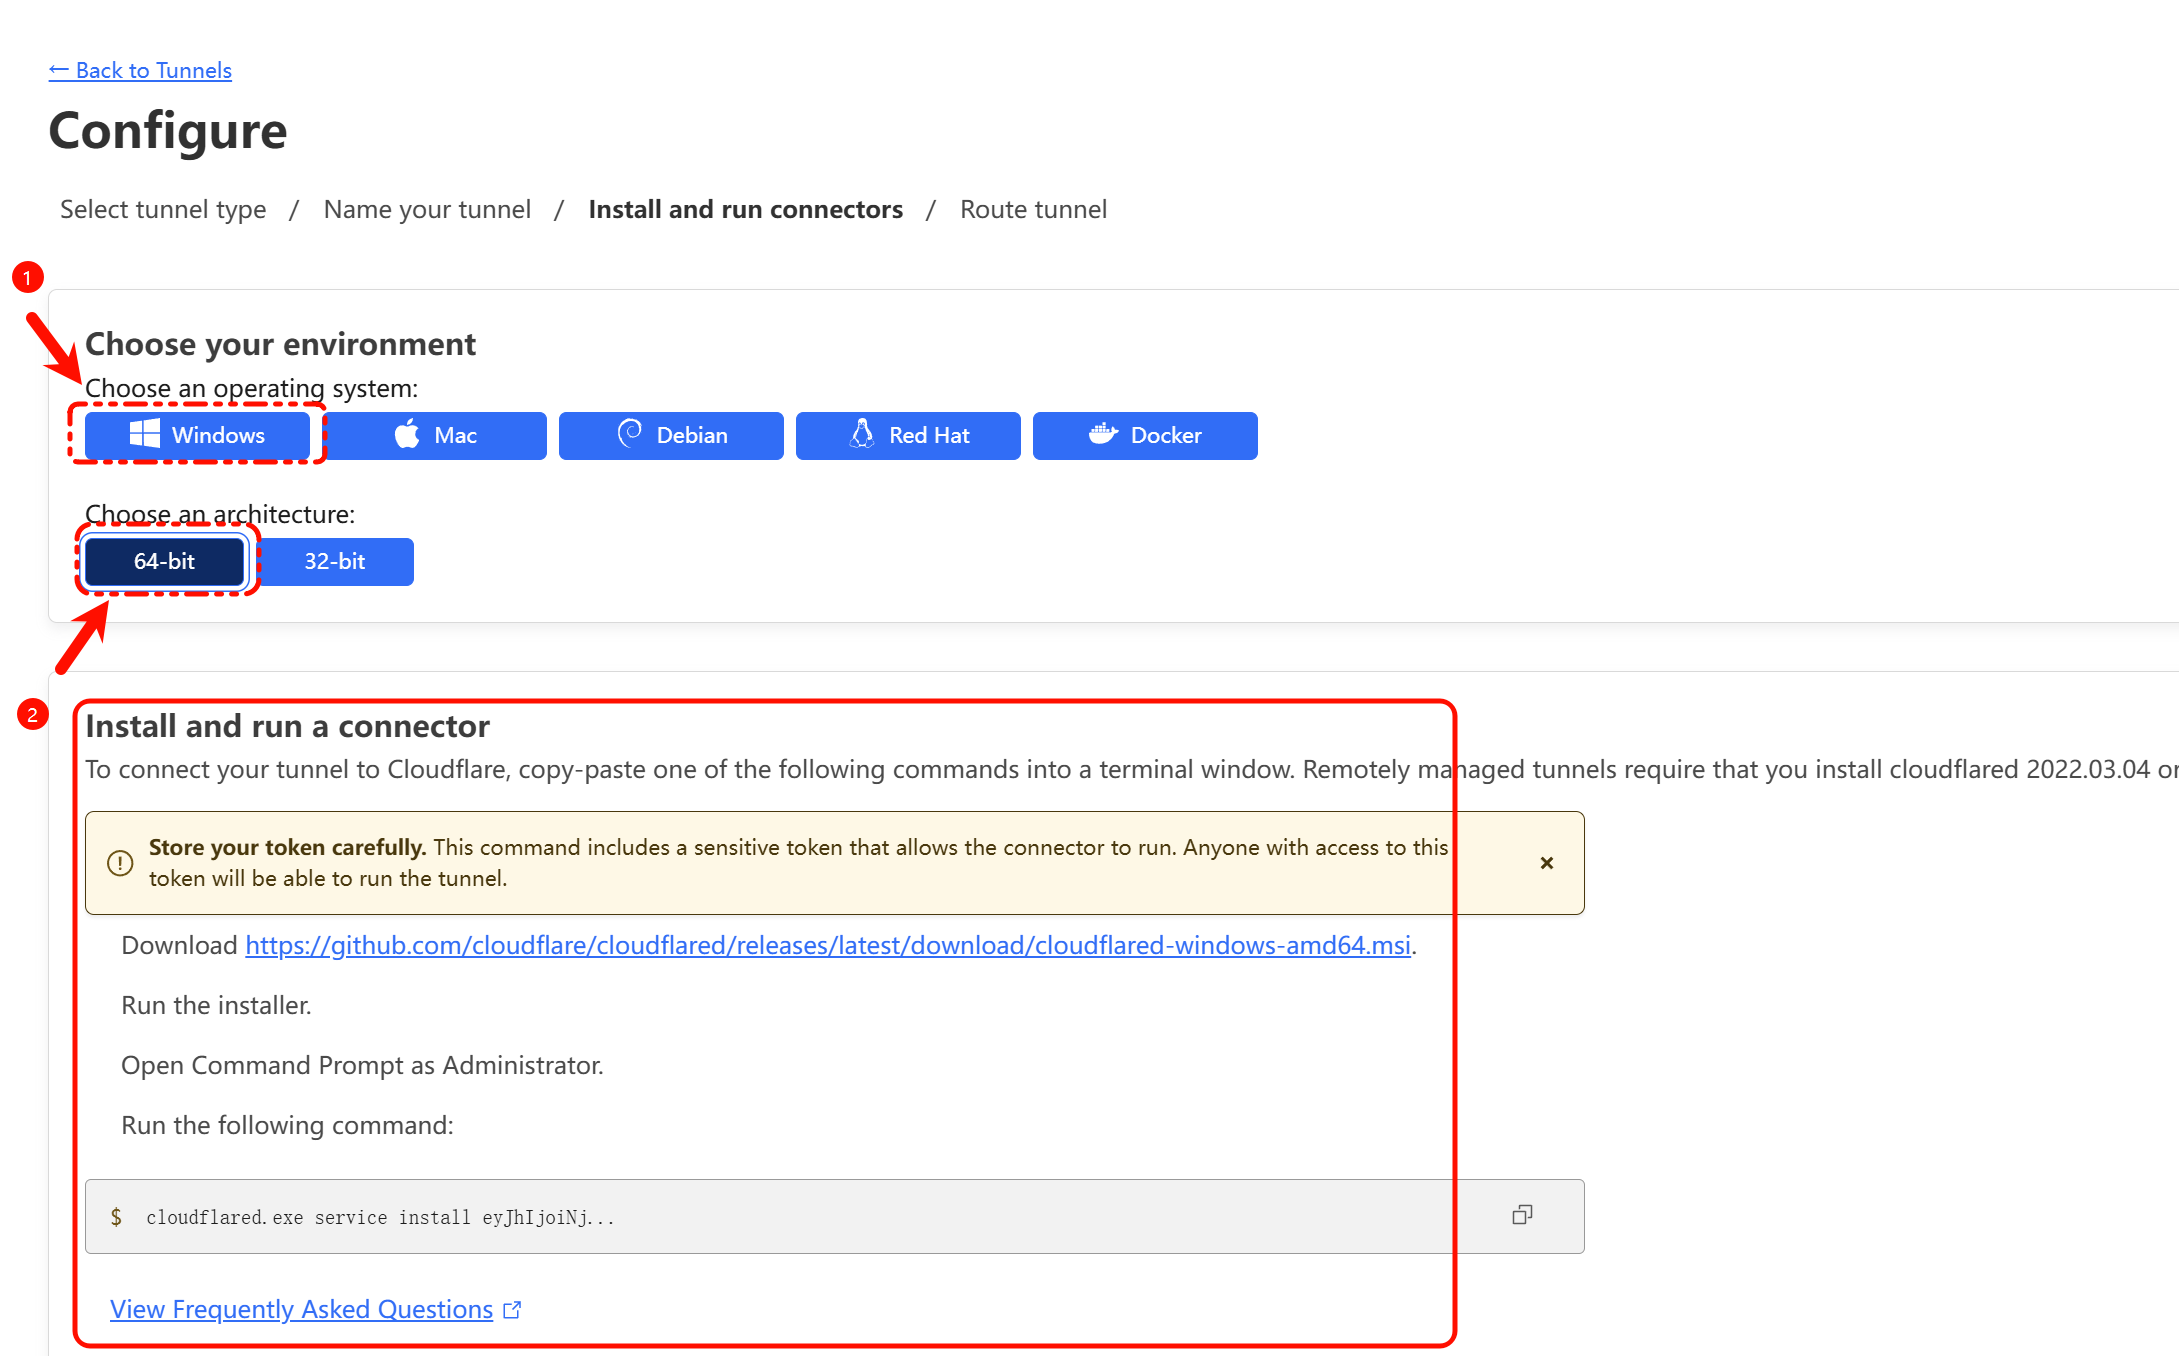 ← Back to Tunnels
Configure
Select tunnel type / Name your tunnel / Install and run connectors / Route tunnel
1
Choose your environment
Choose an operating system:
Windows Mac Debian Red Hat Docker
Choose an architecture:
64-bit 32-bit
2
Install and run a connector
To connect your tunnel to Cloudflare, copy-paste one of the following commands into a terminal window. Remotely managed tunnels require that you install cloudflared 2022.03.04 or
Store your token carefully. This command includes a sensitive token that allows the connector to run. Anyone with access to this
token will be able to run the tunnel.
Download https://github.com/cloudflare/cloudflared/releases/latest/download/cloudflared-windows-amd64.msi.
Run the installer.
Open Command Prompt as Administrator.
Run the following command:
$ cloudflared.exe service install eyJhIjoiNj...
View Frequently Asked Questions